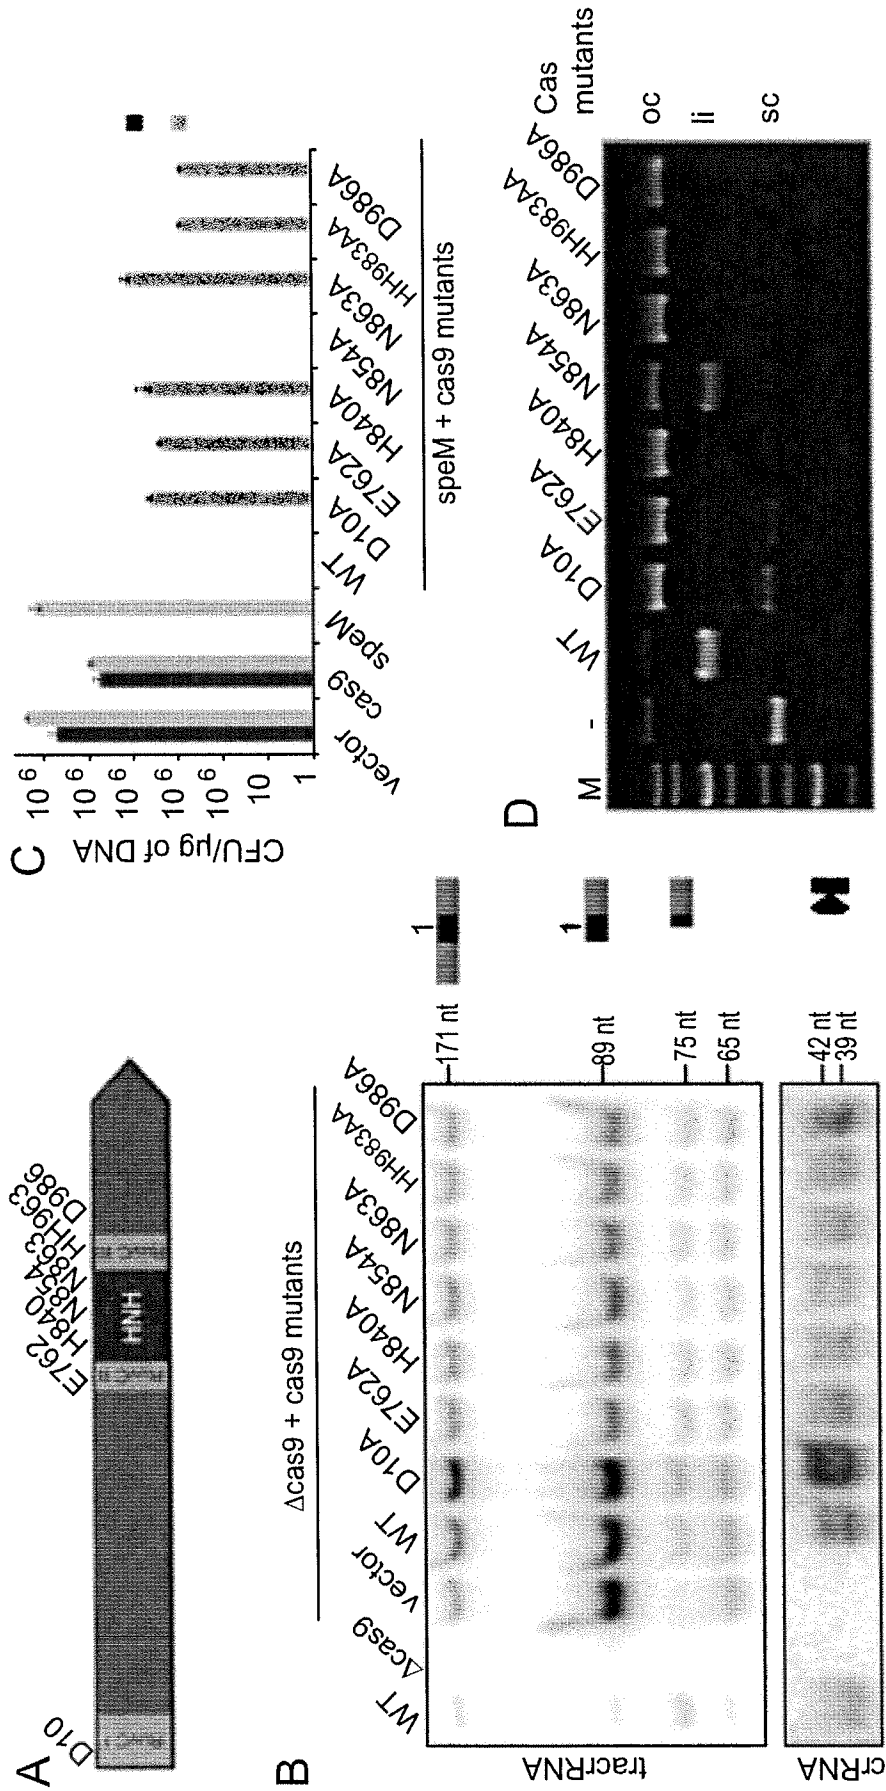 A
D10
E762
H840
N854
N863
HH963
D986
HNH
B
Δcas9 + cas9 mutants
WT
Δcas9
vector
WT
D10A
E762A
H840A
N854A
N863A
HH983AA
D986A
tracrRNA
171 nt
89 nt
75 nt
65 nt
1
1
crRNA
42 nt
39 nt
C
CFU/µg of DNA
10 6
10 6
10 6
10 6
10 6
10
1
vector
cas9
speM
WT
D10A
E762A
H840A
N854A
N863A
HH983AA
D986A
speM + cas9 mutants
D
M
-
WT
D10A
E762A
H840A
N854A
N863A
HH983AA
D986A
Cas
mutants
oc
li
sc